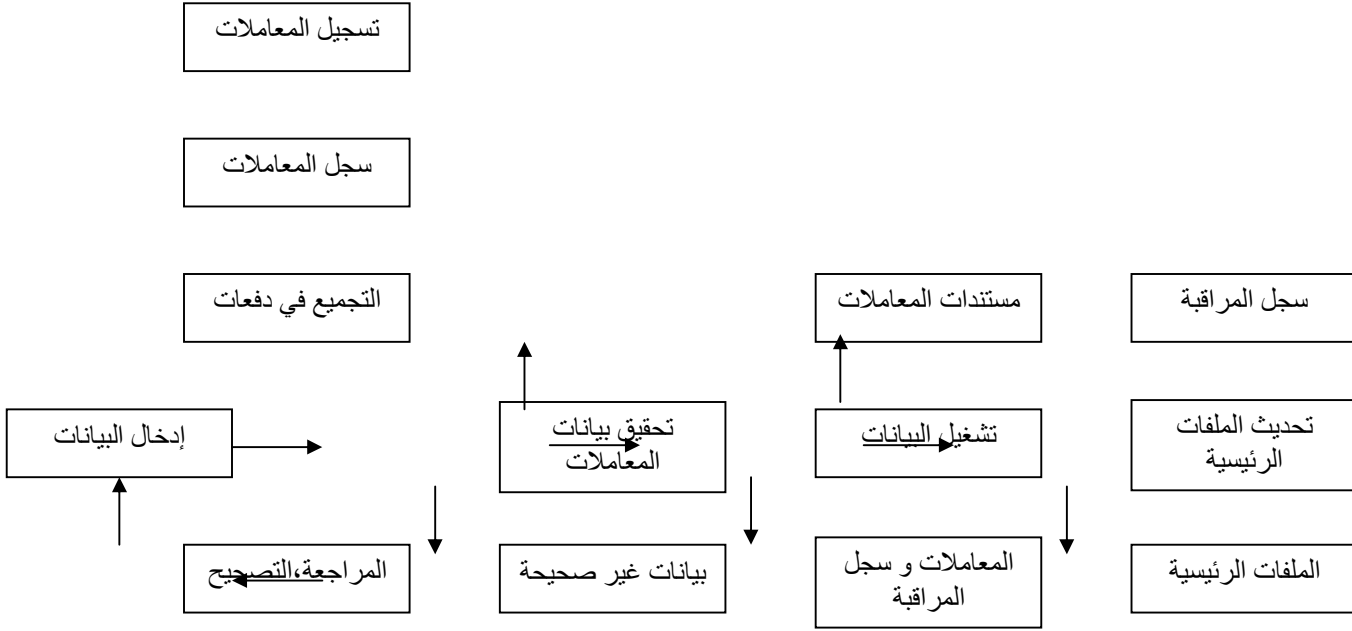 تسجيل المعاملات
سجل المعاملات
التجميع في دفعات
مستندات المعاملات
سجل المراقبة
إدخال البيانات
تحقيق بيانات
المعاملات
تشغيل البيانات
تحديث الملفات
الرئيسية
المراجعة،التصحيح
بيانات غير صحيحة
المعاملات و سجل
المراقبة
الملفات الرئيسية